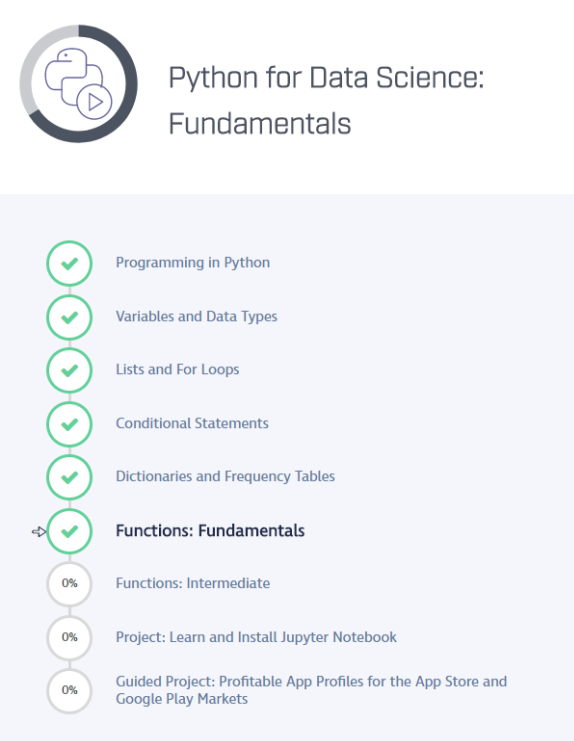 Python for Data Science:
Fundamentals
Programming in Python
Variables and Data Types
Lists and For Loops
Conditional Statements
Dictionaries and Frequency Tables
Functions: Fundamentals
0%
Functions: Intermediate
0%
Project: Learn and Install Jupyter Notebook
0%
Guided Project: Profitable App Profiles for the App Store and
Google Play Markets